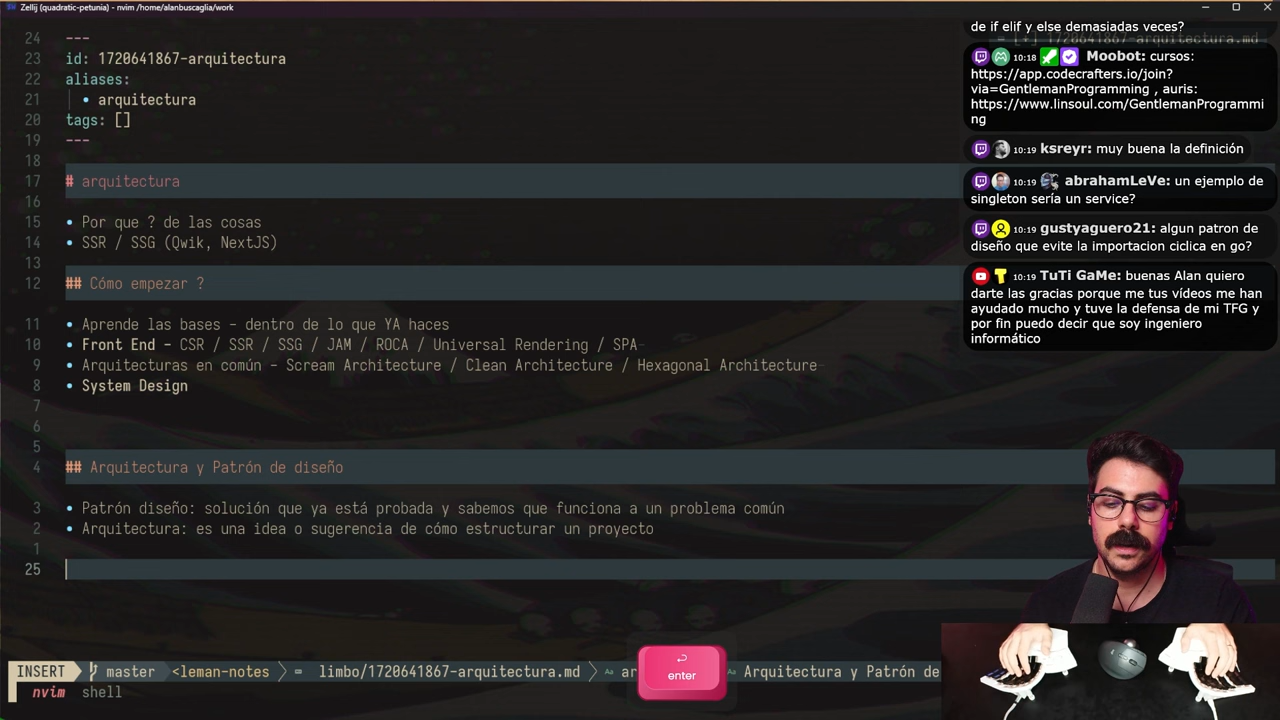 Zellij (quadratic-petunia) - nvim /home/alanbuscaglia/work
24 ---
23 id: 1720641867-arquitectura
22 aliases:
21 • arquitectura
20 tags: []
19 ---
18
17 # arquitectura
16
15 • Por que ? de las cosas
14 • SSR / SSG (Qwik, NextJS)
13
12 ## Cómo empezar ?
11 • Aprende las bases - dentro de lo que YA haces
10 • Front End - CSR / SSR / SSG / JAM / ROCA / Universal Rendering / SPA
9 • Arquitecturas en común - Scream Architecture / Clean Architecture / Hexagonal Architecture
8 • System Design
7
6
5
4 ## Arquitectura y Patrón de diseño
3 • Patrón diseño: solución que ya está probada y sabemos que funciona a un problema común
2 • Arquitectura: es una idea o sugerencia de cómo estructurar un proyecto
1
25
INSERT master <leman-notes limbo/1720641867-arquitectura.md ar Arquitectura y Patrón de
nvim shell
enter
de if elif y else demasiadas veces?
1720641867-arquitectura.md
10:18 Moobot: cursos:
https://app.codecrafters.io/join?
via=GentlemanProgramming , auris:
https://www.linsoul.com/GentlemanProgrammi
ng
10:19 ksreyr: muy buena la definición
10:19 abrahamLeVe: un ejemplo de
singleton sería un service?
10:19 gustyaguero21: algun patron de
diseño que evite la importacion ciclica en go?
10:19 TuTi GaMe: buenas Alan quiero
darte las gracias porque me tus vídeos me han
ayudado mucho y tuve la defensa de mi TFG y
por fin puedo decir que soy ingeniero
informático